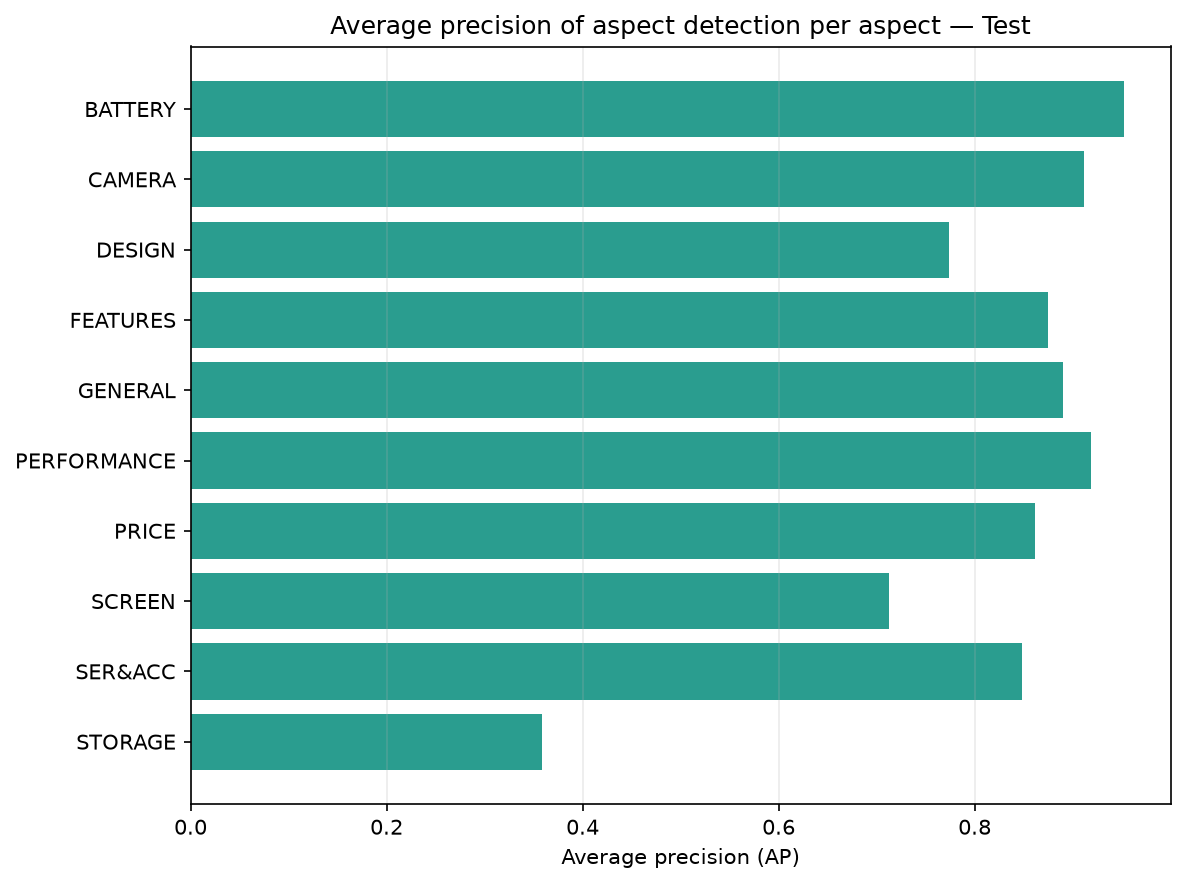 Average precision of aspect detection per aspect — Test
BATTERY
CAMERA
DESIGN
FEATURES
GENERAL
PERFORMANCE
PRICE
SCREEN
SER&ACC
STORAGE
0.0 0.2 0.4 0.6 0.8
Average precision (AP)